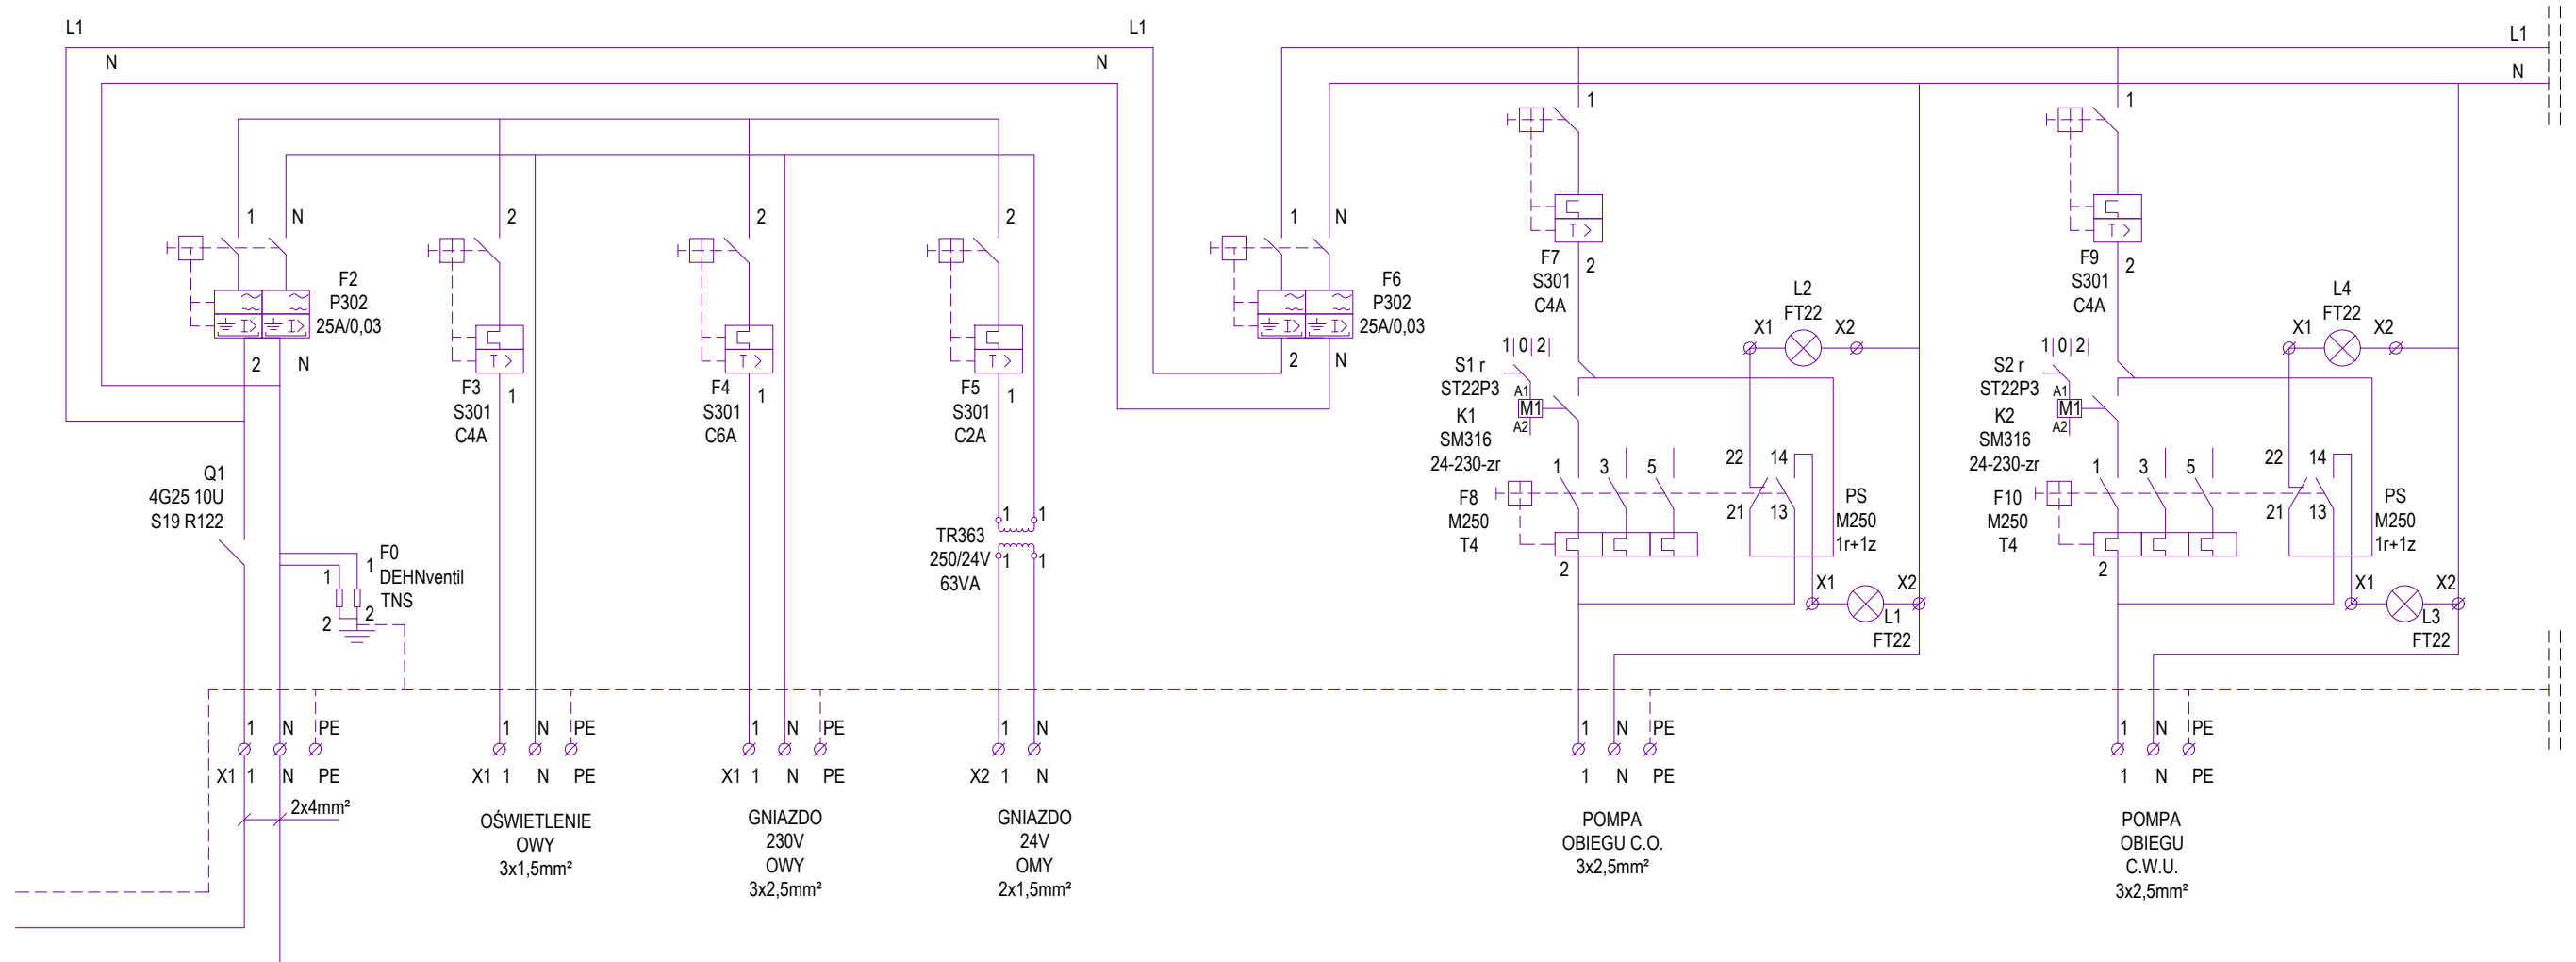 L1
L1
L1
N
N
N
1
N
2
2
2
1
N
1
1
F2
P302
25A/0,03
2
N
F3
S301
C4A
1
F4
S301
C6A
1
F5
S301
C2A
1
F6
P302
25A/0,03
2
N
F7
S301
C4A
2
F9
S301
C4A
2
L2
FT22
X1
X2
L4
FT22
X1
X2
1|0|2|
S1 r
ST22P3
A1
M1
A2
K1
SM316
24-230-zr
1|0|2|
S2 r
ST22P3
A1
M1
A2
K2
SM316
24-230-zr
Q1
4G25 10U
S19 R122
F0
DEHNventil
TNS
1
1
2
2
TR363
250/24V
63VA
1
1
1
1
F8
M250
T4
1
3
5
22
14
21
13
2
PS
M250
1r+1z
X1
X2
L1
FT22
F10
M250
T4
1
3
5
22
14
21
13
2
PS
M250
1r+1z
X1
X2
L3
FT22
1
N
PE
1
N
PE
1
N
PE
1
N
1
N
PE
1
N
PE
X1 1
N
PE
X1 1
N
PE
X1 1
N
PE
X2 1
N
1
N
PE
1
N
PE
2x4mm²
OŚWIETLENIE
OWY
3x1,5mm²
GNIAZDO
230V
OWY
3x2,5mm²
GNIAZDO
24V
OMY
2x1,5mm²
POMPA
OBIEGU C.O.
3x2,5mm²
POMPA
OBIEGU
C.W.U.
3x2,5mm²